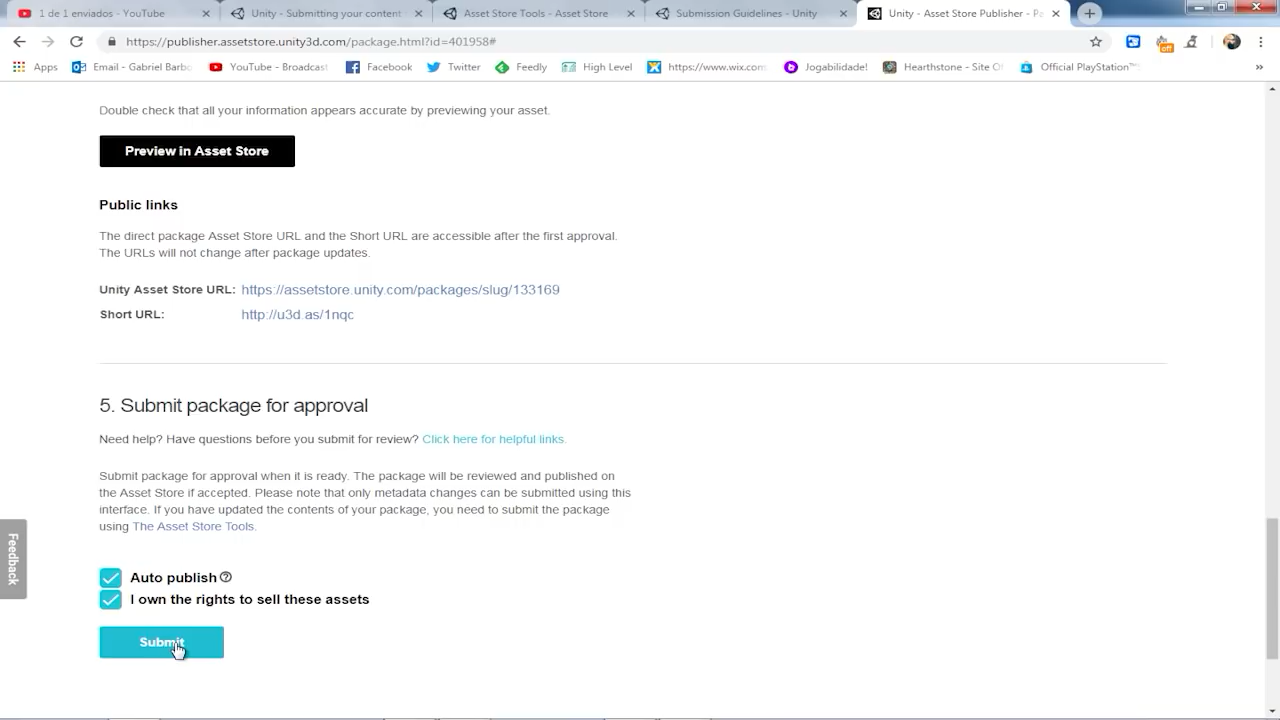 1 de 1 enviados - YouTube
Unity - Submitting your content
Asset Store Tools - Asset Store
Submission Guidelines - Unity
Unity - Asset Store Publisher - Pa
https://publisher.assetstore.unity3d.com/package.html?id=401958#
off
Apps
Email - Gabriel Barbo
YouTube - Broadcast
Facebook
Twitter
Feedly
High Level
https://www.wix.com
Jogabilidade!
Hearthstone - Site Of
Official PlayStation™
Double check that all your information appears accurate by previewing your asset.
Preview in Asset Store
Public links
The direct package Asset Store URL and the Short URL are accessible after the first approval.
The URLs will not change after package updates.
Unity Asset Store URL: https://assetstore.unity.com/packages/slug/133169
Short URL: http://u3d.as/1nqc
5. Submit package for approval
Need help? Have questions before you submit for review? Click here for helpful links.
Submit package for approval when it is ready. The package will be reviewed and published on
the Asset Store if accepted. Please note that only metadata changes can be submitted using this
interface. If you have updated the contents of your package, you need to submit the package
using The Asset Store Tools.
Feedback
Auto publish
I own the rights to sell these assets
Submit